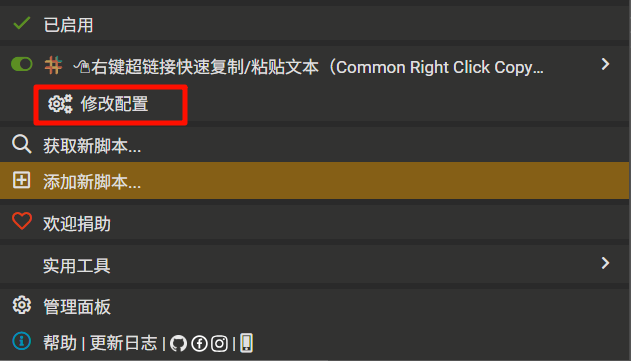 已启用
右键超链接快速复制/粘贴文本（Common Right Click Copy…
修改配置
获取新脚本...
添加新脚本...
欢迎捐助
实用工具
管理面板
帮助 | 更新日志 | |